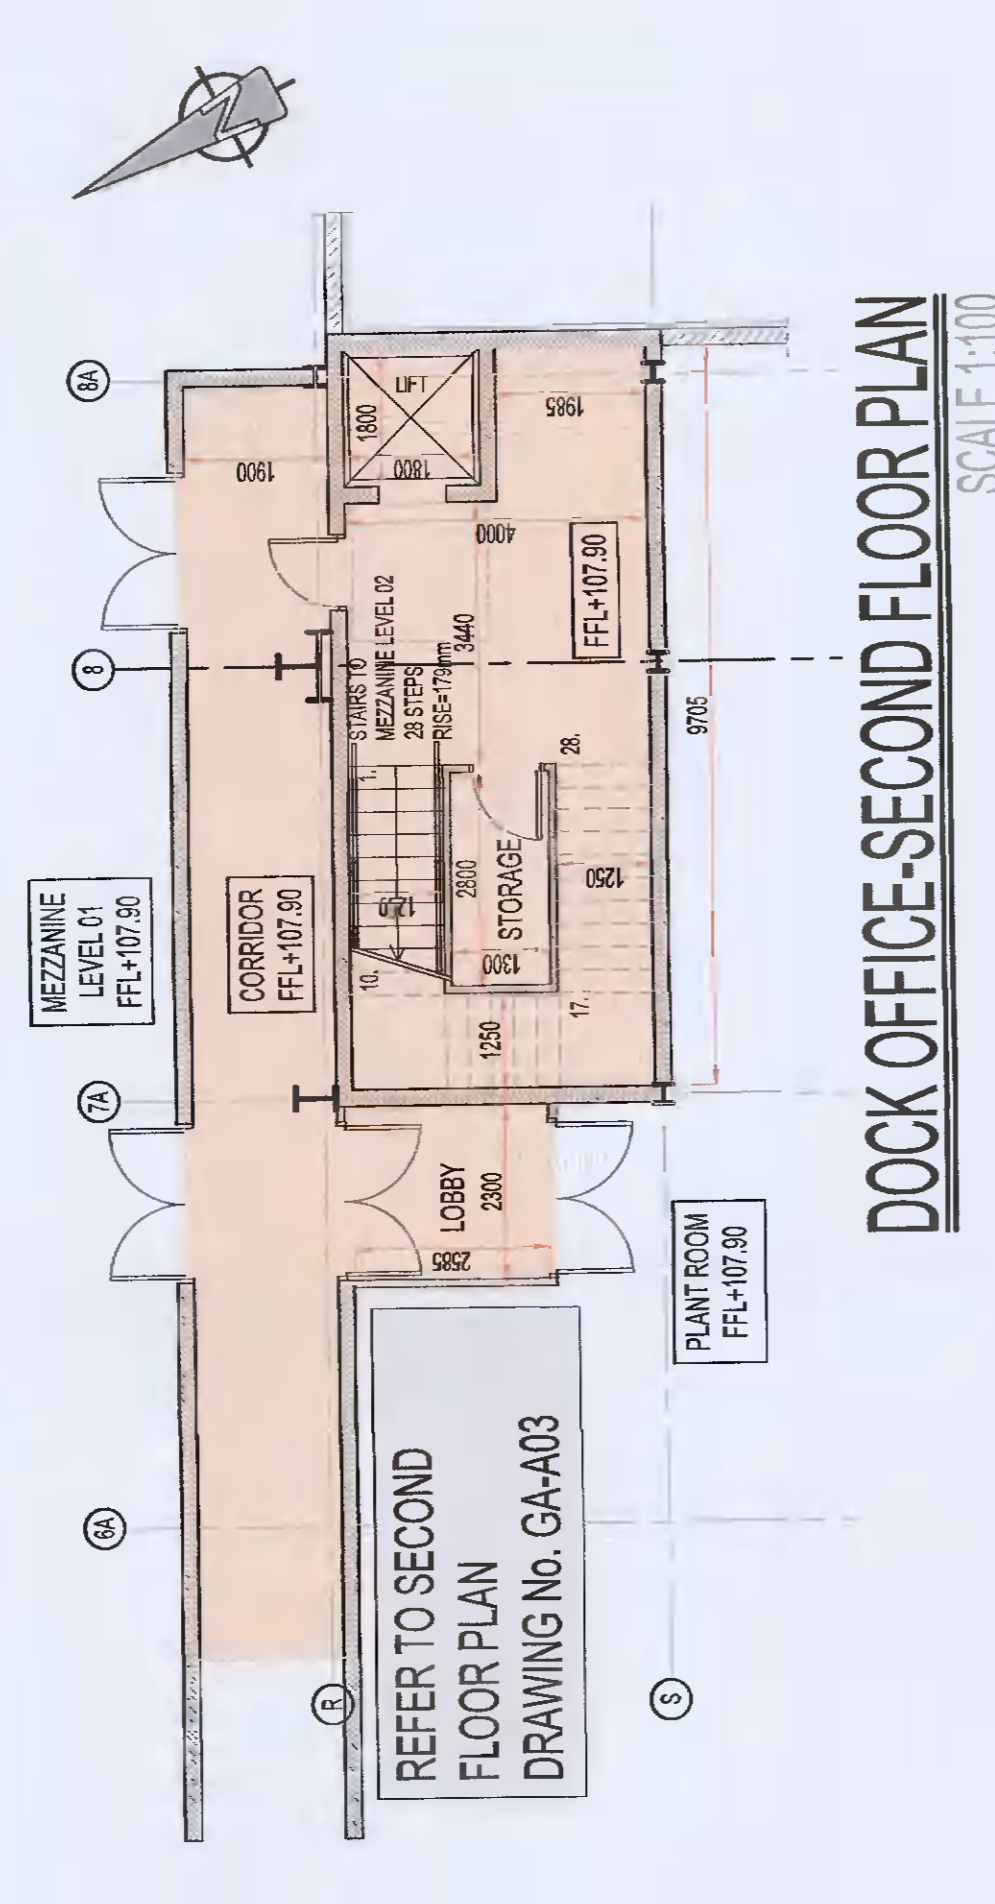 8A
8
7A
6A
R
S
MEZZANINE
LEVEL 01
FFL+107.90
CORRIDOR
FFL+107.90
1900
1800
LIFT
1800
1985
4000
FFL+107.90
STAIRS TO
MEZZANINE LEVEL 02
28 STEPS
RISE=179mm
3440
1.
10.
2800
STORAGE
1300
28.
1250
17.
1250
9705
LOBBY
2300
2585
PLANT ROOM
FFL+107.90
REFER TO SECOND
FLOOR PLAN
DRAWING No. GA-A03
DOCK OFFICE-SECOND FLOOR PLAN
SCALE 1:100